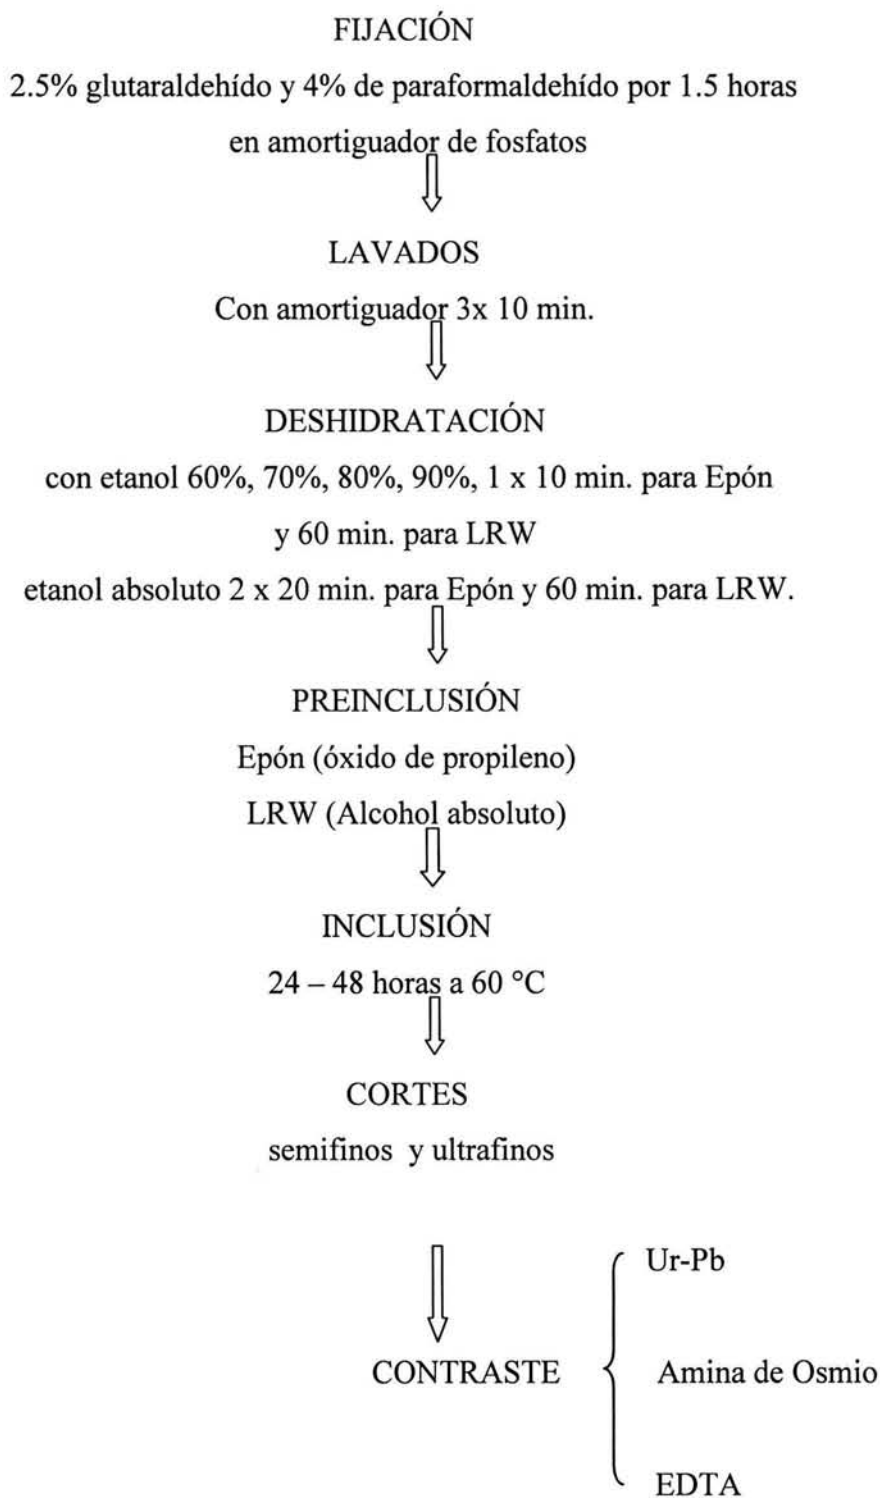 FIJACIÓN
2.5% glutaraldehído y 4% de paraformaldehído por 1.5 horas
en amortiguador de fosfatos
LAVADOS
Con amortiguador 3x 10 min.
DESHIDRATACIÓN
con etanol 60%, 70%, 80%, 90%, 1 x 10 min. para Epón
y 60 min. para LRW
etanol absoluto 2 x 20 min. para Epón y 60 min. para LRW.
PREINCLUSIÓN
Epón (óxido de propileno)
LRW (Alcohol absoluto)
INCLUSIÓN
24 – 48 horas a 60 °C
CORTES
semifinos y ultrafinos
Ur-Pb
CONTRASTE
Amina de Osmio
EDTA